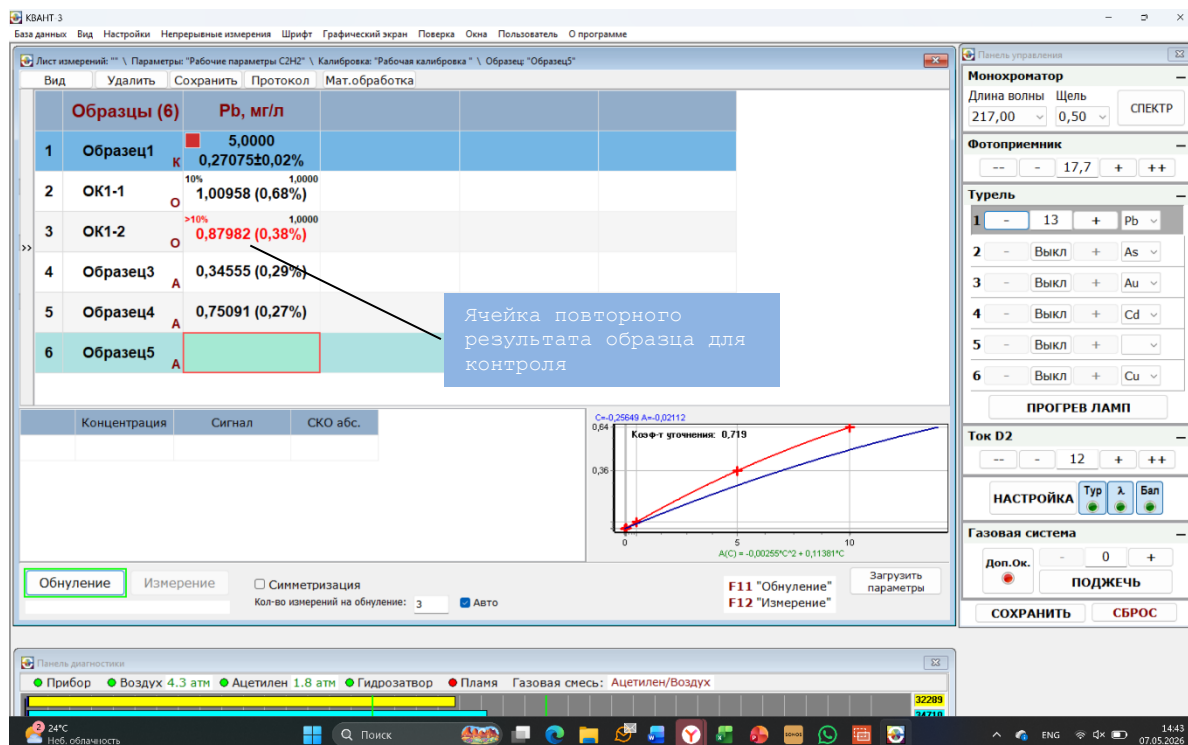 КВАНТ 3
База данных Вид Настройки Непрерывные измерения Шрифт Графический экран Поверка Окна Пользователь О программе
Лист измерений: "" \ Параметры: "Рабочие параметры C2H2" \ Калибровка: "Рабочая калибровка " \ Образец: "Образец5"
Вид Удалить Сохранить Протокол Мат.обработка
Образцы (6) Pb, мг/л
1 Образец1 К 5,0000
0,27075±0,02%
2 ОК1-1 О 10% 1,0000
1,00958 (0,68%)
3 ОК1-2 О >10% 1,0000
0,87982 (0,38%)
4 Образец3 А 0,34555 (0,29%)
5 Образец4 А 0,75091 (0,27%)
6 Образец5 А
>>
Ячейка повторного
результата образца для
контроля
Концентрация Сигнал СКО абс.
C=-0,25649 A=-0,02112
Коэф-т уточнения: 0,719
0,64
0,36
0 5 10
A(C) = -0,00255*C^2 + 0,11381*C
Обнуление Измерение Симметризация
Кол-во измерений на обнуление: 3 Авто
F11 "Обнуление"
F12 "Измерение"
Загрузить
параметры
Панель управления
Монохроматор –
Длина волны Щель
217,00 0,50 СПЕКТР
Фотоприемник –
-- - 17,7 + ++
Турель –
1 - 13 + Pb
2 - Выкл + As
3 - Выкл + Au
4 - Выкл + Cd
5 - Выкл +
6 - Выкл + Cu
ПРОГРЕВ ЛАМП
Ток D2 –
-- - 12 + ++
НАСТРОЙКА Тур λ Бал
Газовая система –
Доп.Ок. - 0 +
ПОДЖЕЧЬ
СОХРАНИТЬ СБРОС
Панель диагностики
Прибор Воздух 4.3 атм Ацетилен 1.8 атм Гидрозатвор Пламя Газовая смесь: Ацетилен/Воздух
32289
34710
2 24°C
Неб. облачность
Поиск
SONOS
ENG
14:43
07.05.2026